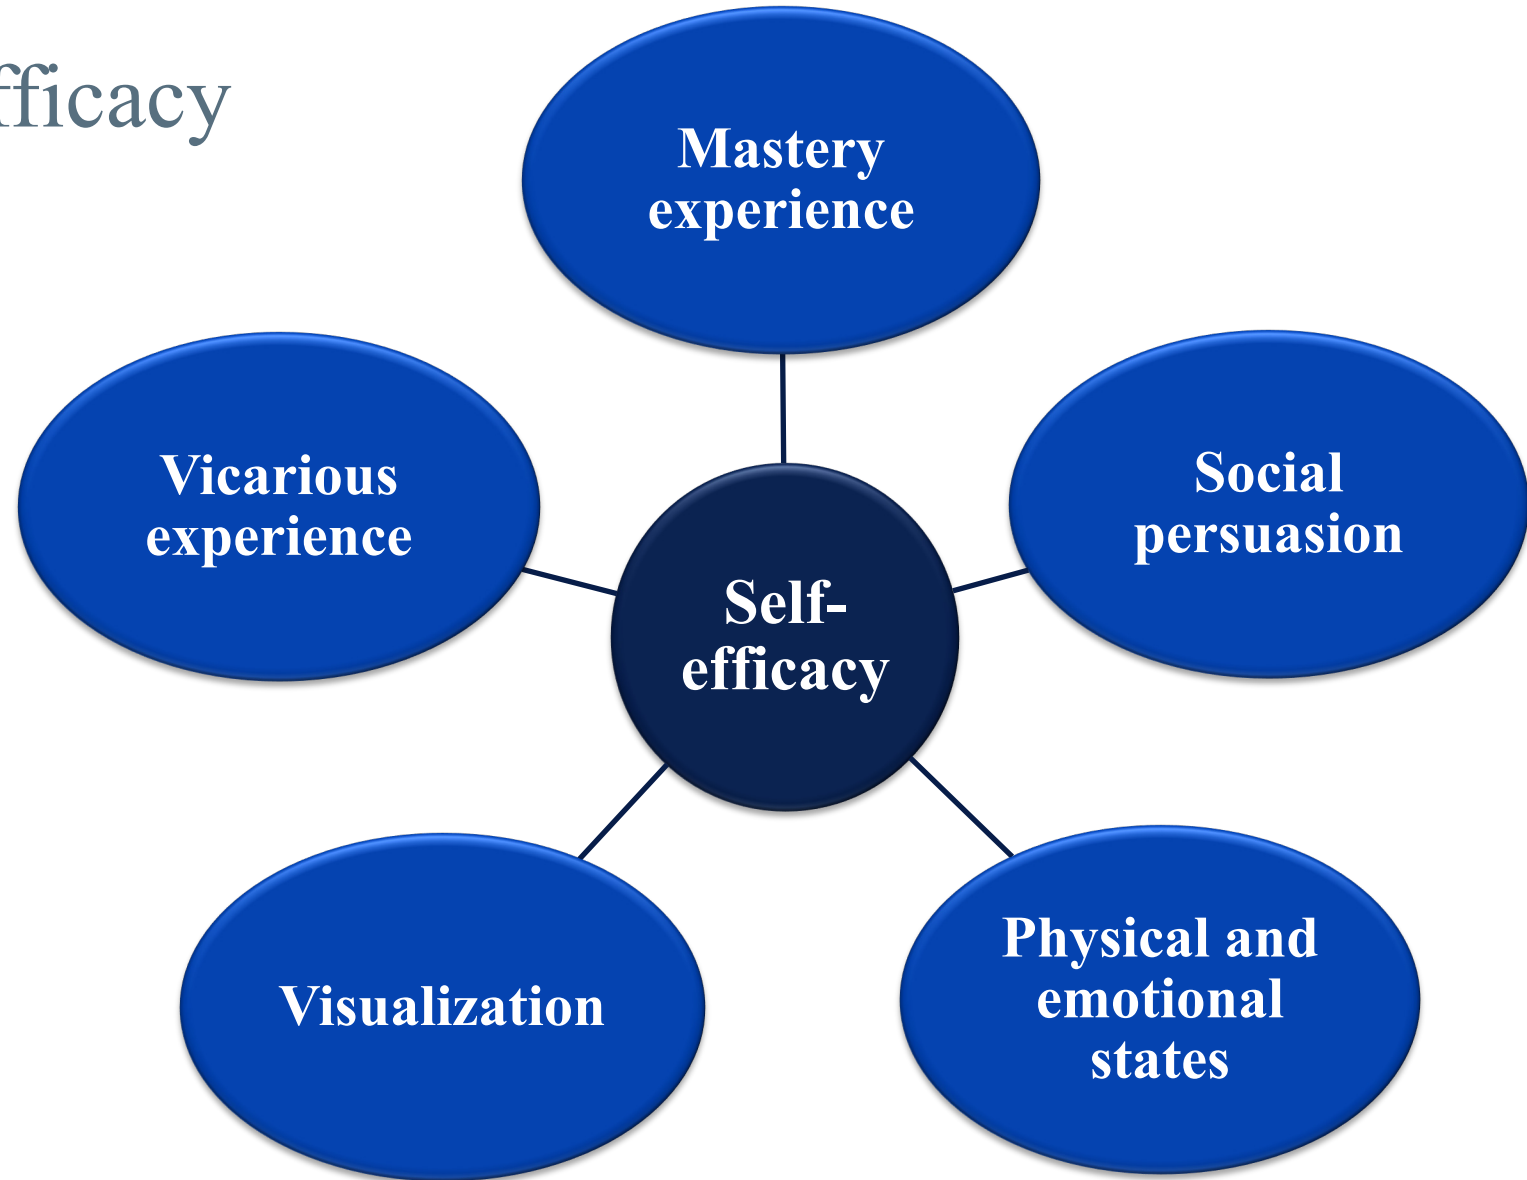 fficacy
Mastery
experience
Vicarious
experience
Social
persuasion
Self-
efficacy
Visualization
Physical and
emotional
states